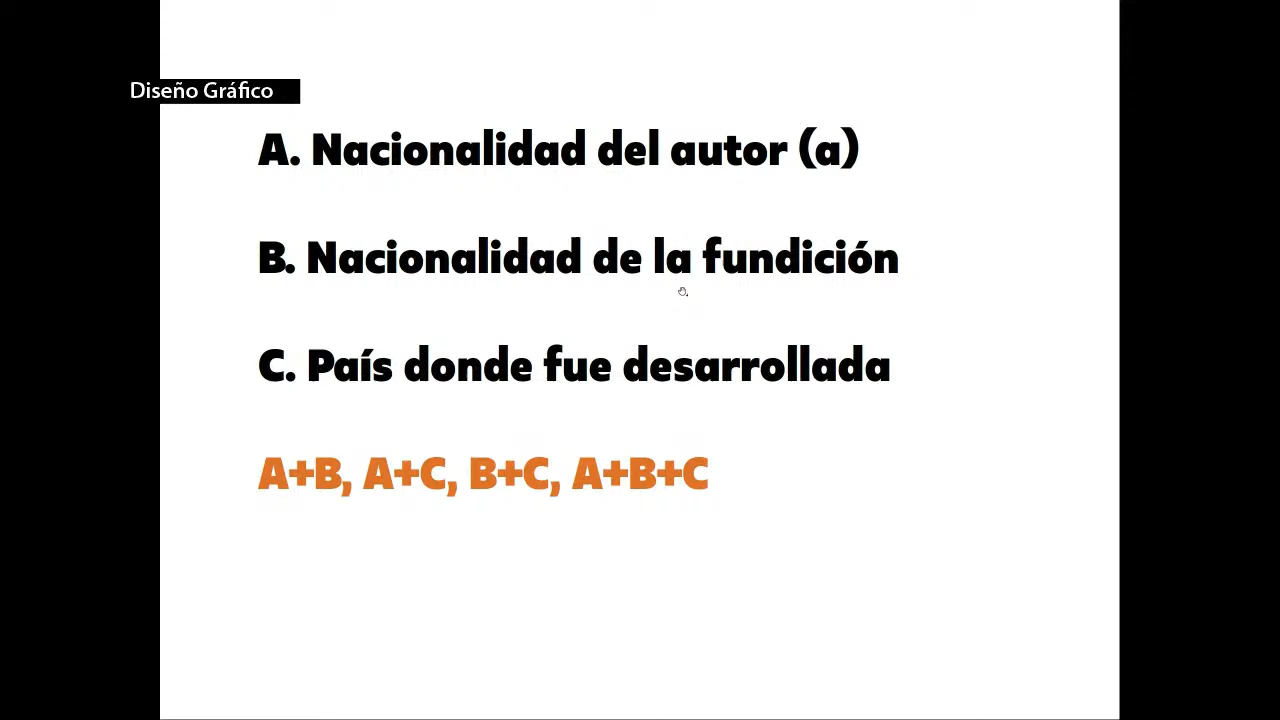 Diseño Gráfico
A. Nacionalidad del autor (a)
B. Nacionalidad de la fundición
C. País donde fue desarrollada
A+B, A+C, B+C, A+B+C